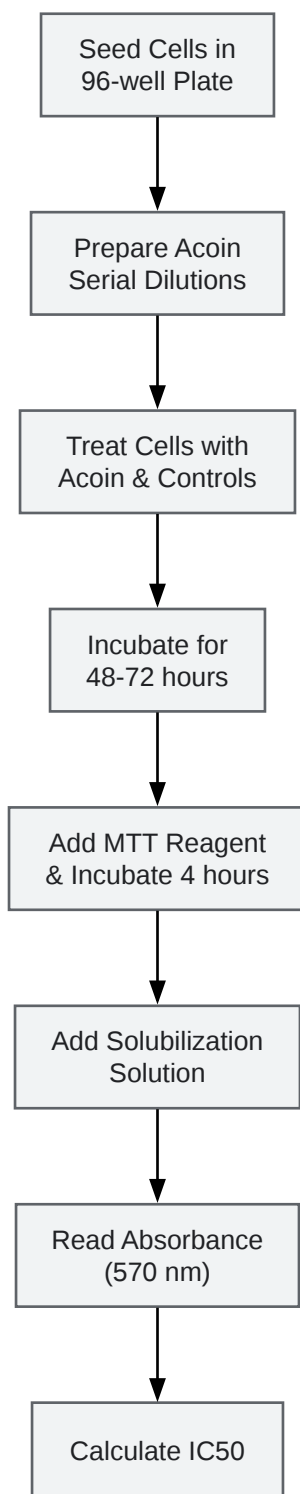 Seed Cells in
96-well Plate
Prepare Acoin
Serial Dilutions
Treat Cells with
Acoin & Controls
Incubate for
48-72 hours
Add MTT Reagent
& Incubate 4 hours
Add Solubilization
Solution
Read Absorbance
(570 nm)
Calculate IC50